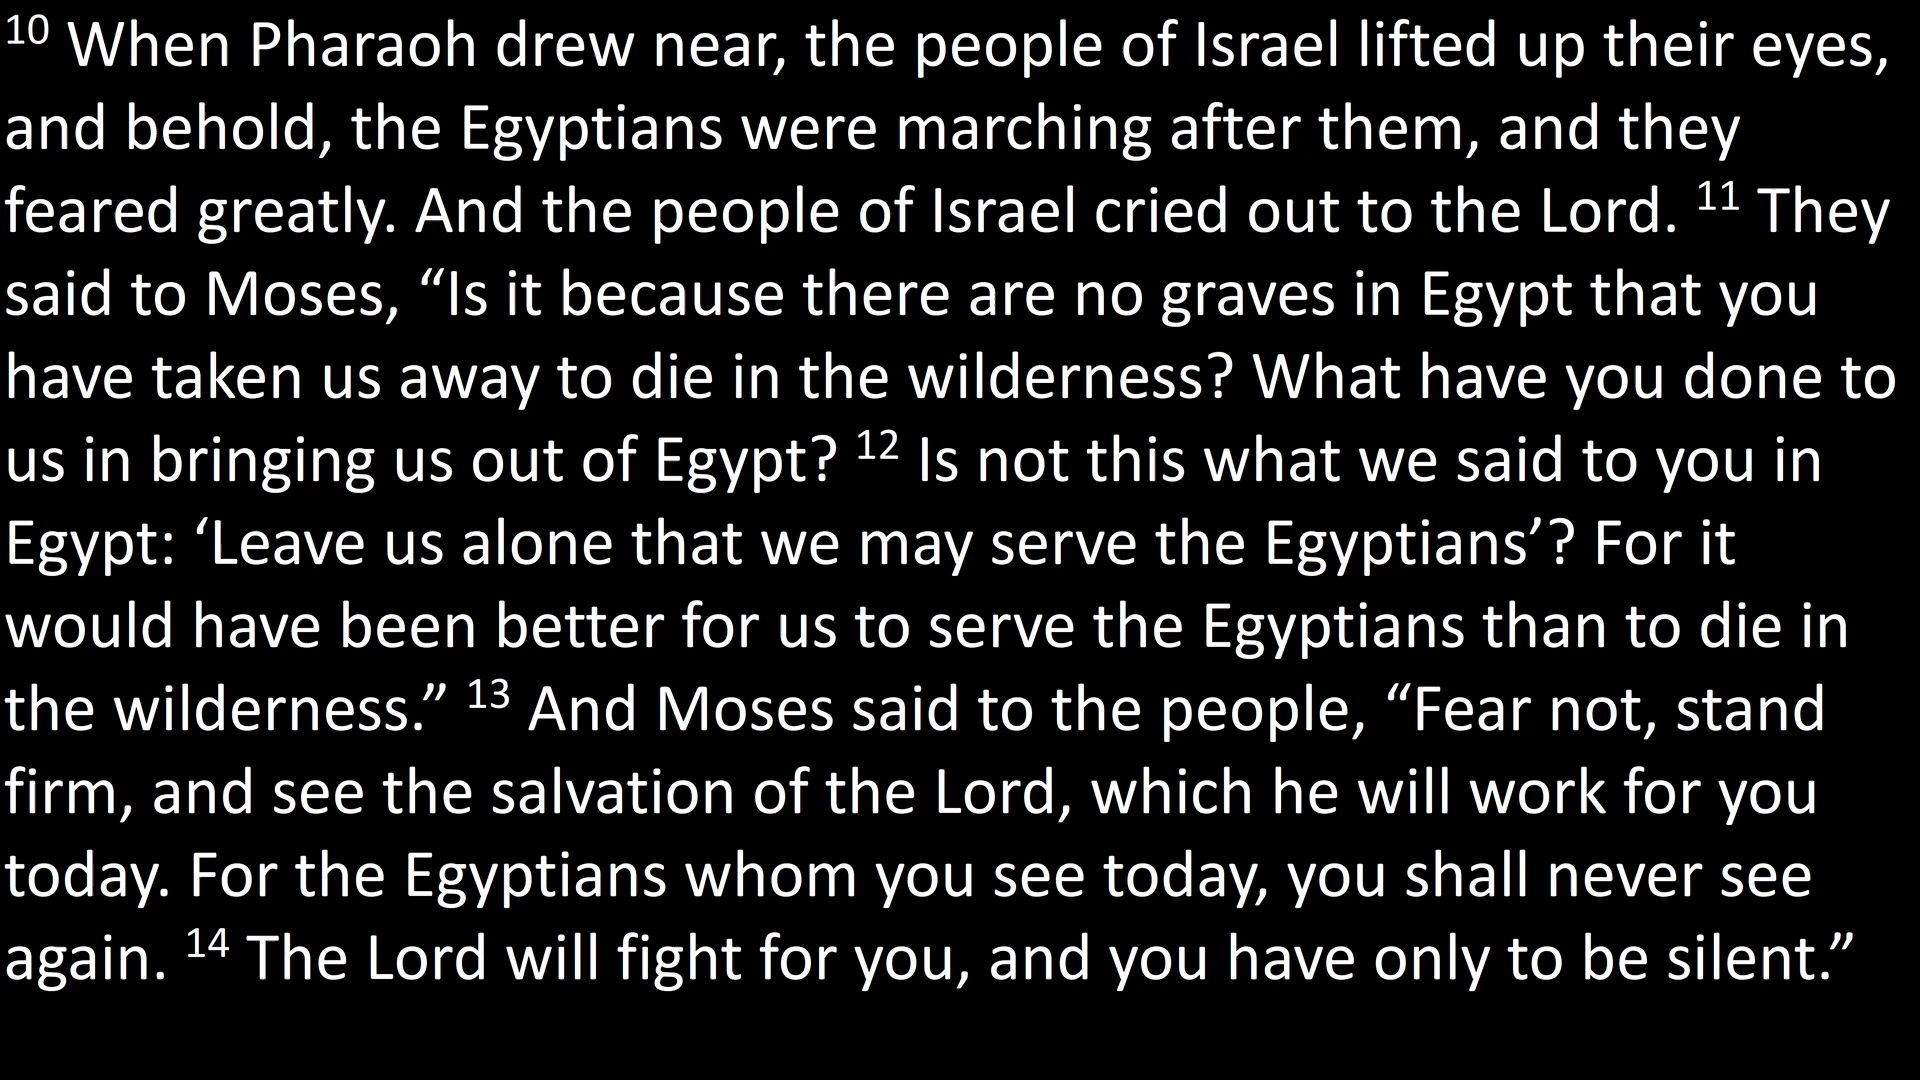 10 When Pharaoh drew near, the people of Israel lifted up their eyes,
and behold, the Egyptians were marching after them, and they
feared greatly. And the people of Israel cried out to the Lord. 11 They
said to Moses, “Is it because there are no graves in Egypt that you
have taken us away to die in the wilderness? What have you done to
us in bringing us out of Egypt? 12 Is not this what we said to you in
Egypt: ‘Leave us alone that we may serve the Egyptians’? For it
would have been better for us to serve the Egyptians than to die in
the wilderness.” 13 And Moses said to the people, “Fear not, stand
firm, and see the salvation of the Lord, which he will work for you
today. For the Egyptians whom you see today, you shall never see
again. 14 The Lord will fight for you, and you have only to be silent.”